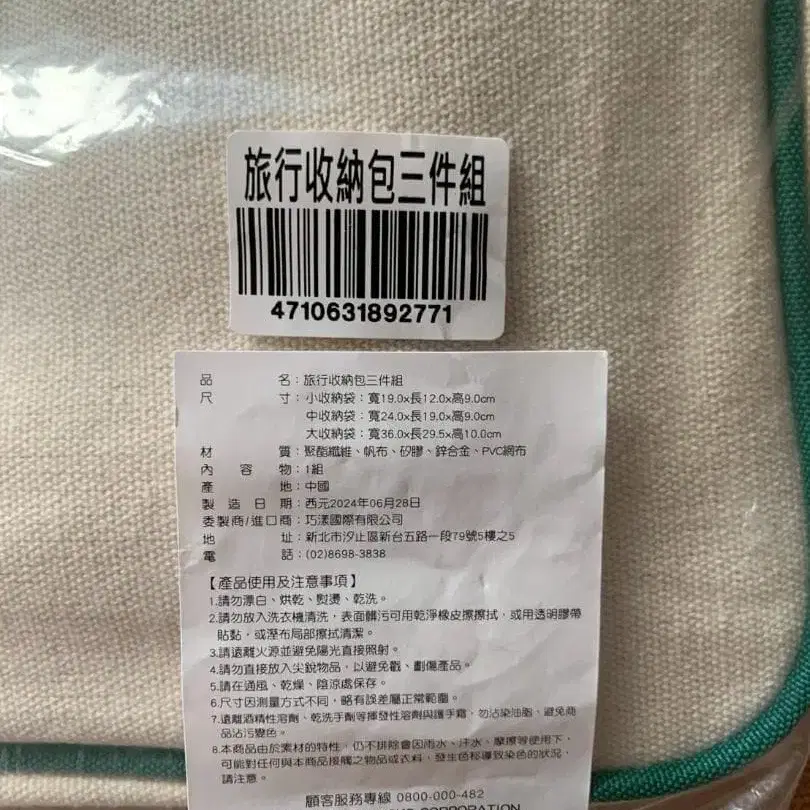 旅行收納包三件組
4710631892771
品名：旅行收納包三件組
尺寸：小收納袋：寬19.0x長12.0x高9.0cm
中收納袋：寬24.0x長19.0x高9.0cm
大收納袋：寬36.0x長29.5x高10.0cm
材質：聚酯纖維、帆布、矽膠、鋅合金、PVC網布
內容物：1組
產地：中國
製造日期：西元2024年06月28日
委製商/進口商：巧漾國際有限公司
地址：新北市汐止區新台五路一段79號5樓之5
電話：(02)8698-3838
【產品使用及注意事項】
1.請勿漂白、烘乾、熨燙、乾洗。
2.請勿放入洗衣機清洗，表面髒污可用乾淨橡皮擦擦拭，或用透明膠帶
貼黏，或溼布局部擦拭清潔。
3.請遠離火源並避免陽光直接照射。
4.請勿直接放入尖銳物品，以避免戳、劃傷產品。
5.請在通風、乾燥、陰涼處保存。
6.尺寸因測量方式不同，略有誤差屬正常範圍。
7.遠離酒精性溶劑、乾洗手劑等揮發性溶劑與護手霜，勿沾染油脂，避免商
品沾污變色。
8.本商品由於素材的特性，仍不排除會因雨水、汗水、摩擦等使用下，
可能對任何與本商品接觸之物品或衣料，發生色移導致染色的狀況，
請注意。
顧客服務專線 0800-000-482
CORPORATION